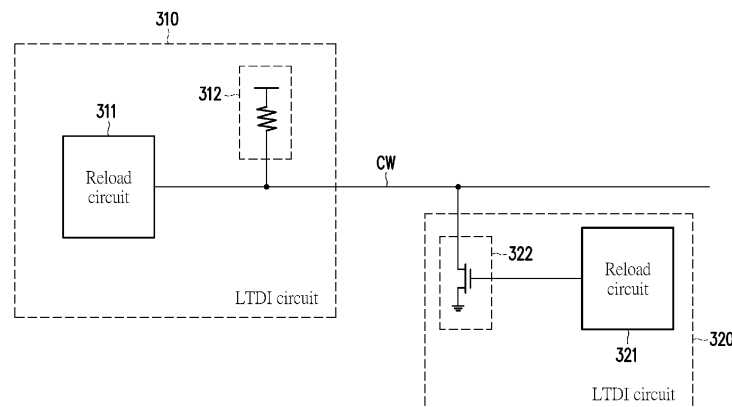 310
312
311
Reload
circuit
CW
LTDI circuit
322
Reload
circuit
321
320
LTDI circuit